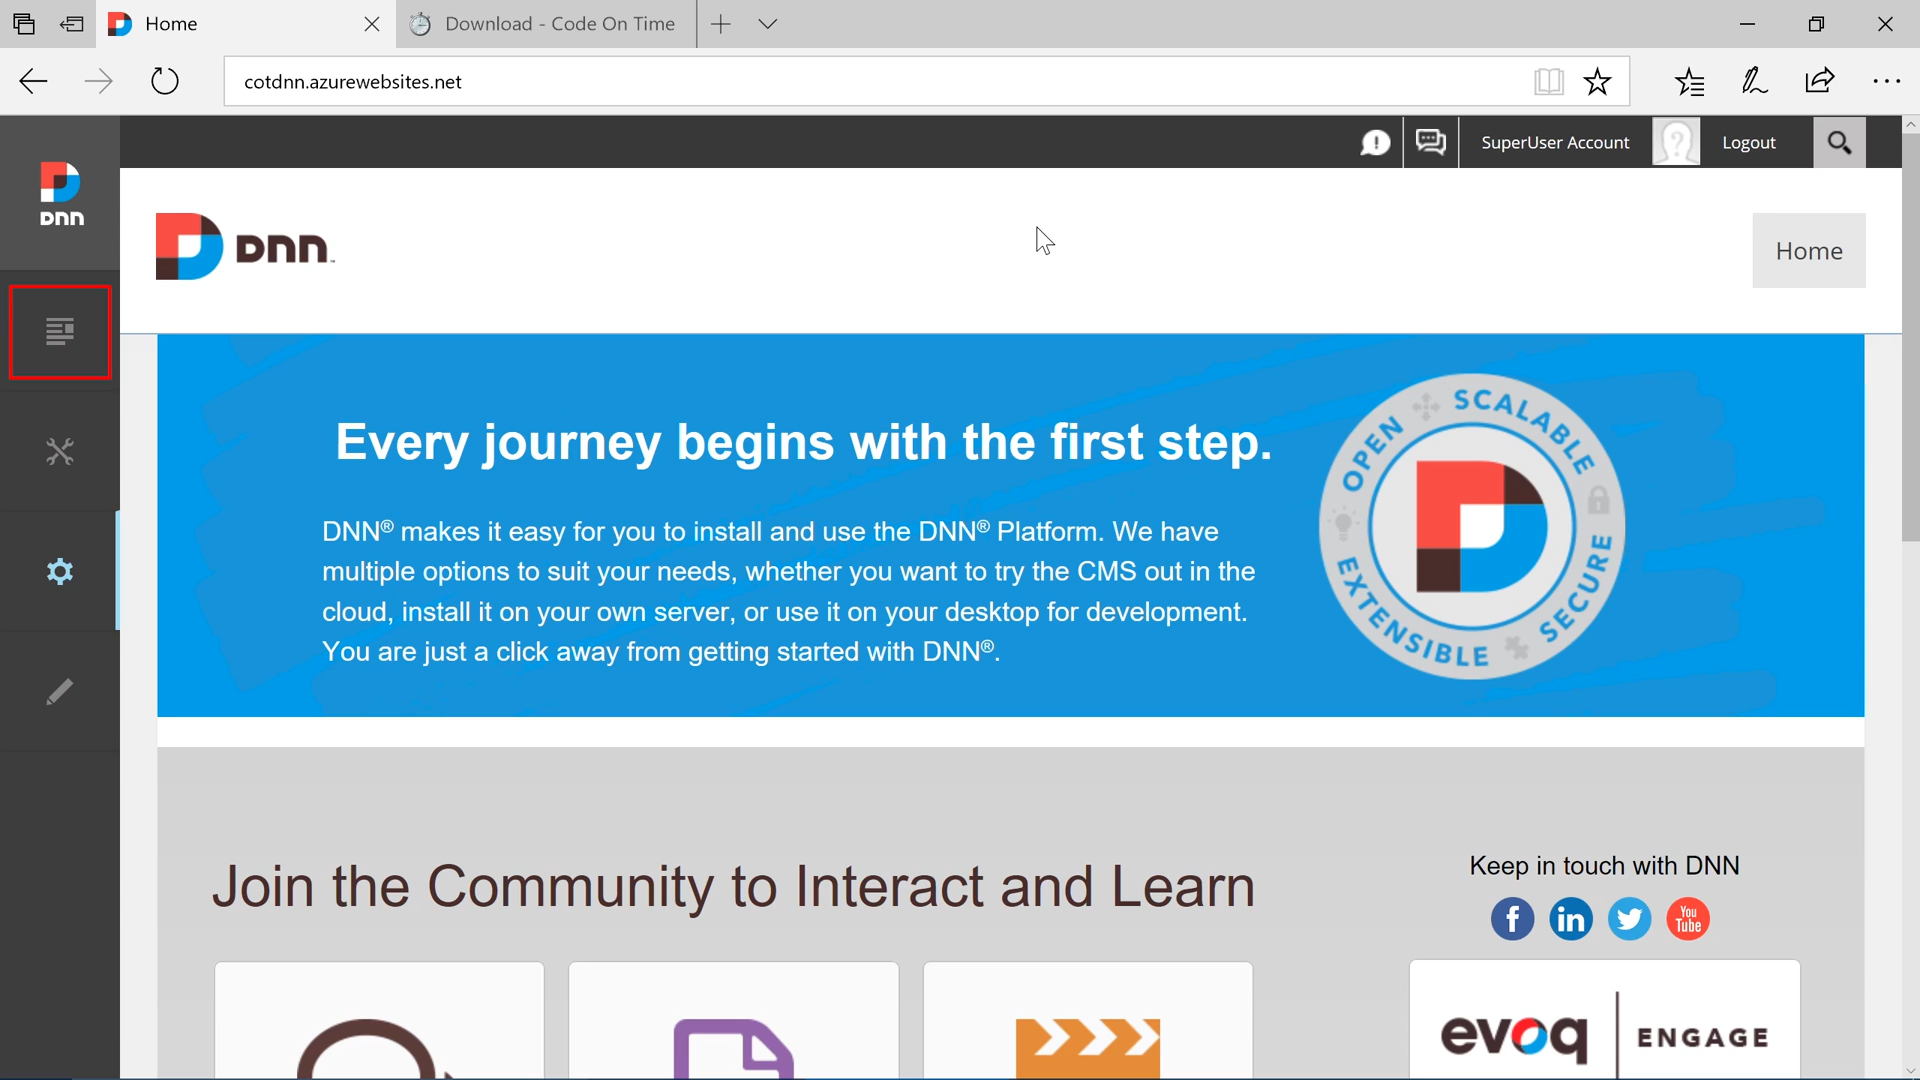 Home
Download - Code On Time
cotdnn.azurewebsites.net
SuperUser Account
Logout
DNN
DNN
Home
Every journey begins with the first step.
DNN® makes it easy for you to install and use the DNN® Platform. We have
multiple options to suit your needs, whether you want to try the CMS out in the
cloud, install it on your own server, or use it on your desktop for development.
You are just a click away from getting started with DNN®.
OPEN
SCALABLE
EXTENSIBLE
SECURE
Join the Community to Interact and Learn
Keep in touch with DNN
f
in
You
Tube
evoq
ENGAGE